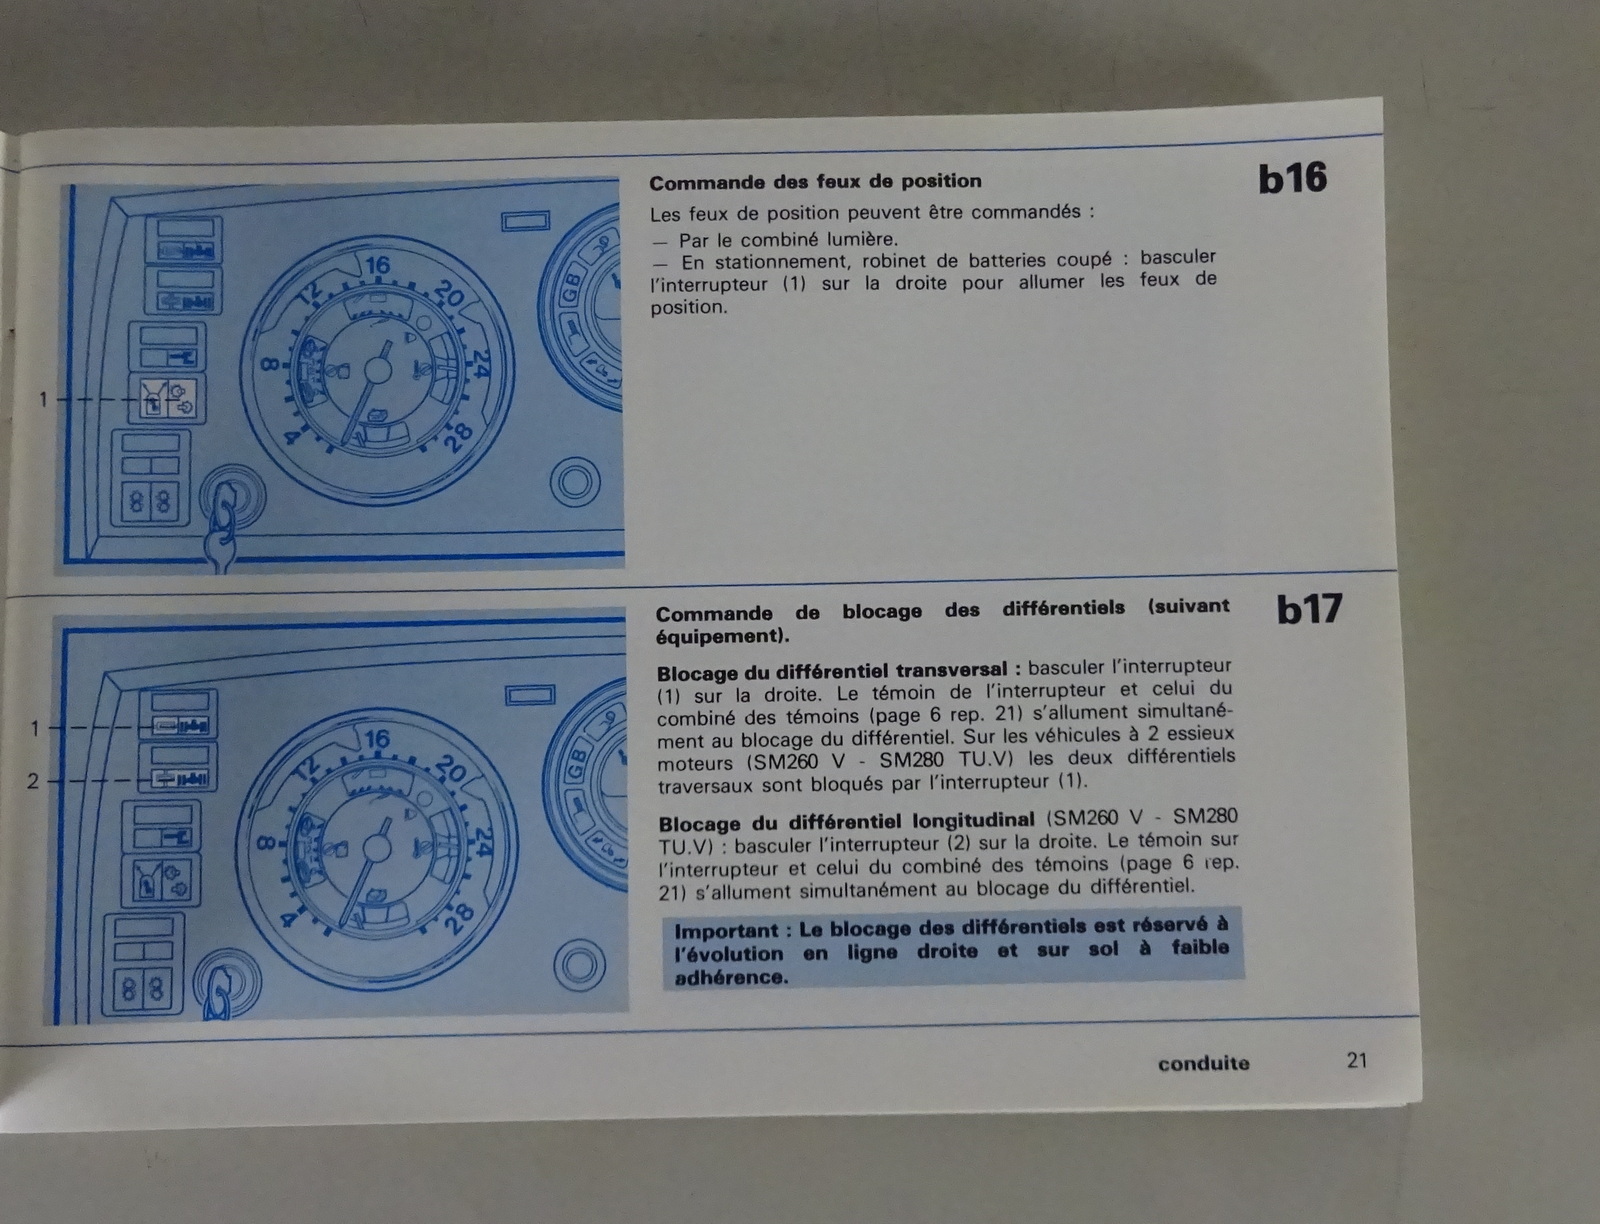 b16
Commande des feux de position
Les feux de position peuvent être commandés :
— Par le combiné lumière.
— En stationnement, robinet de batteries coupé : basculer
l'interrupteur (1) sur la droite pour allumer les feux de
position.
1
4
8
12
16
20
24
28
GB
b17
Commande de blocage des différentiels (suivant
équipement).
Blocage du différentiel transversal : basculer l'interrupteur
(1) sur la droite. Le témoin de l'interrupteur et celui du
combiné des témoins (page 6 rep. 21) s'allument simultané-
ment au blocage du différentiel. Sur les véhicules à 2 essieux
moteurs (SM260 V - SM280 TU.V) les deux différentiels
traversaux sont bloqués par l'interrupteur (1).
Blocage du différentiel longitudinal (SM260 V - SM280
TU.V) : basculer l'interrupteur (2) sur la droite. Le témoin sur
l'interrupteur et celui du combiné des témoins (page 6 rep.
21) s'allument simultanément au blocage du différentiel.
Important : Le blocage des différentiels est réservé à
l'évolution en ligne droite et sur sol à faible
adhérence.
1
2
4
8
12
16
20
24
28
GB
conduite 21